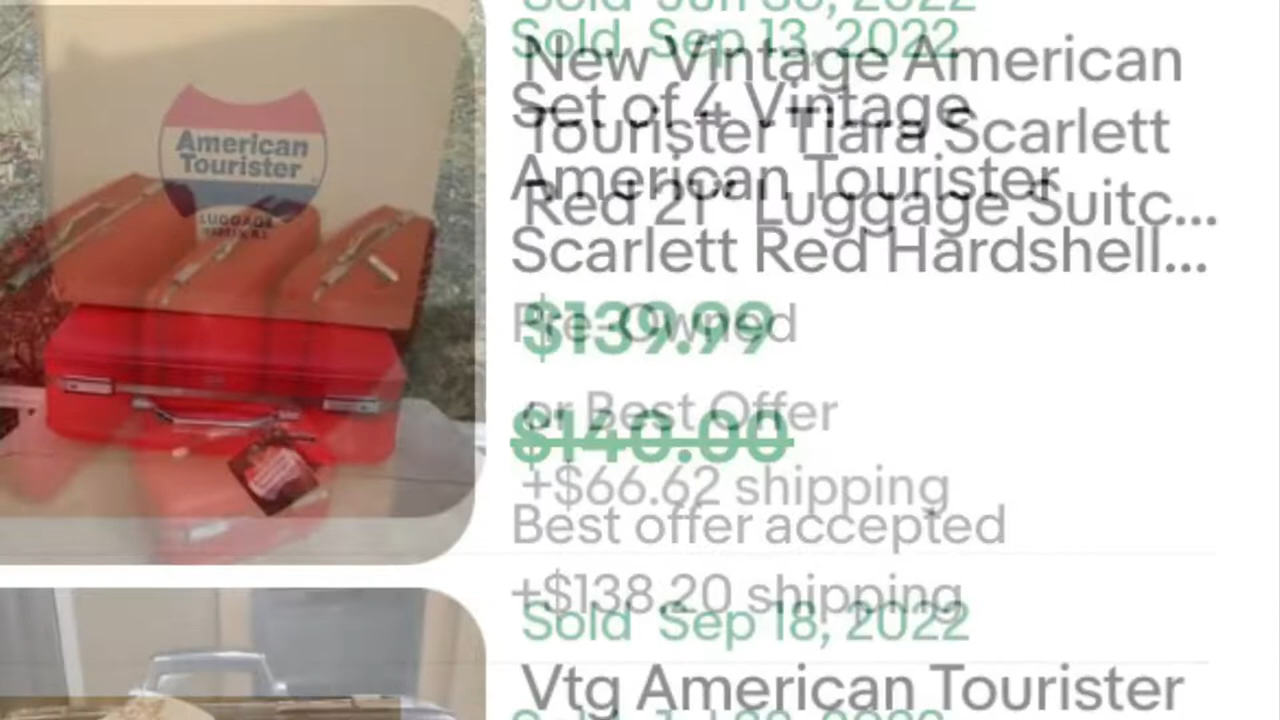 American
Tourister
LUGGAGE
Sold Sep 13, 2022
New Vintage American
Set of 4 Vintage
Tourister Tiara Scarlett
American Tourister
Red 21" Luggage Suitc...
Scarlett Red Hardshell...
Pre-Owned
$139.99
or Best Offer
$140.00
+$66.62 shipping
Best offer accepted
+$138.20 shipping
Sold Sep 18, 2022
Vtg American Tourister